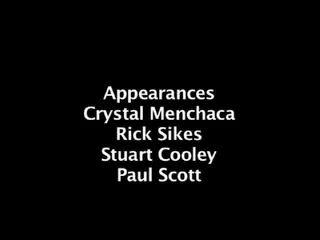 Appearances
Crystal Menchaca
Rick Sikes
Stuart Cooley
Paul Scott